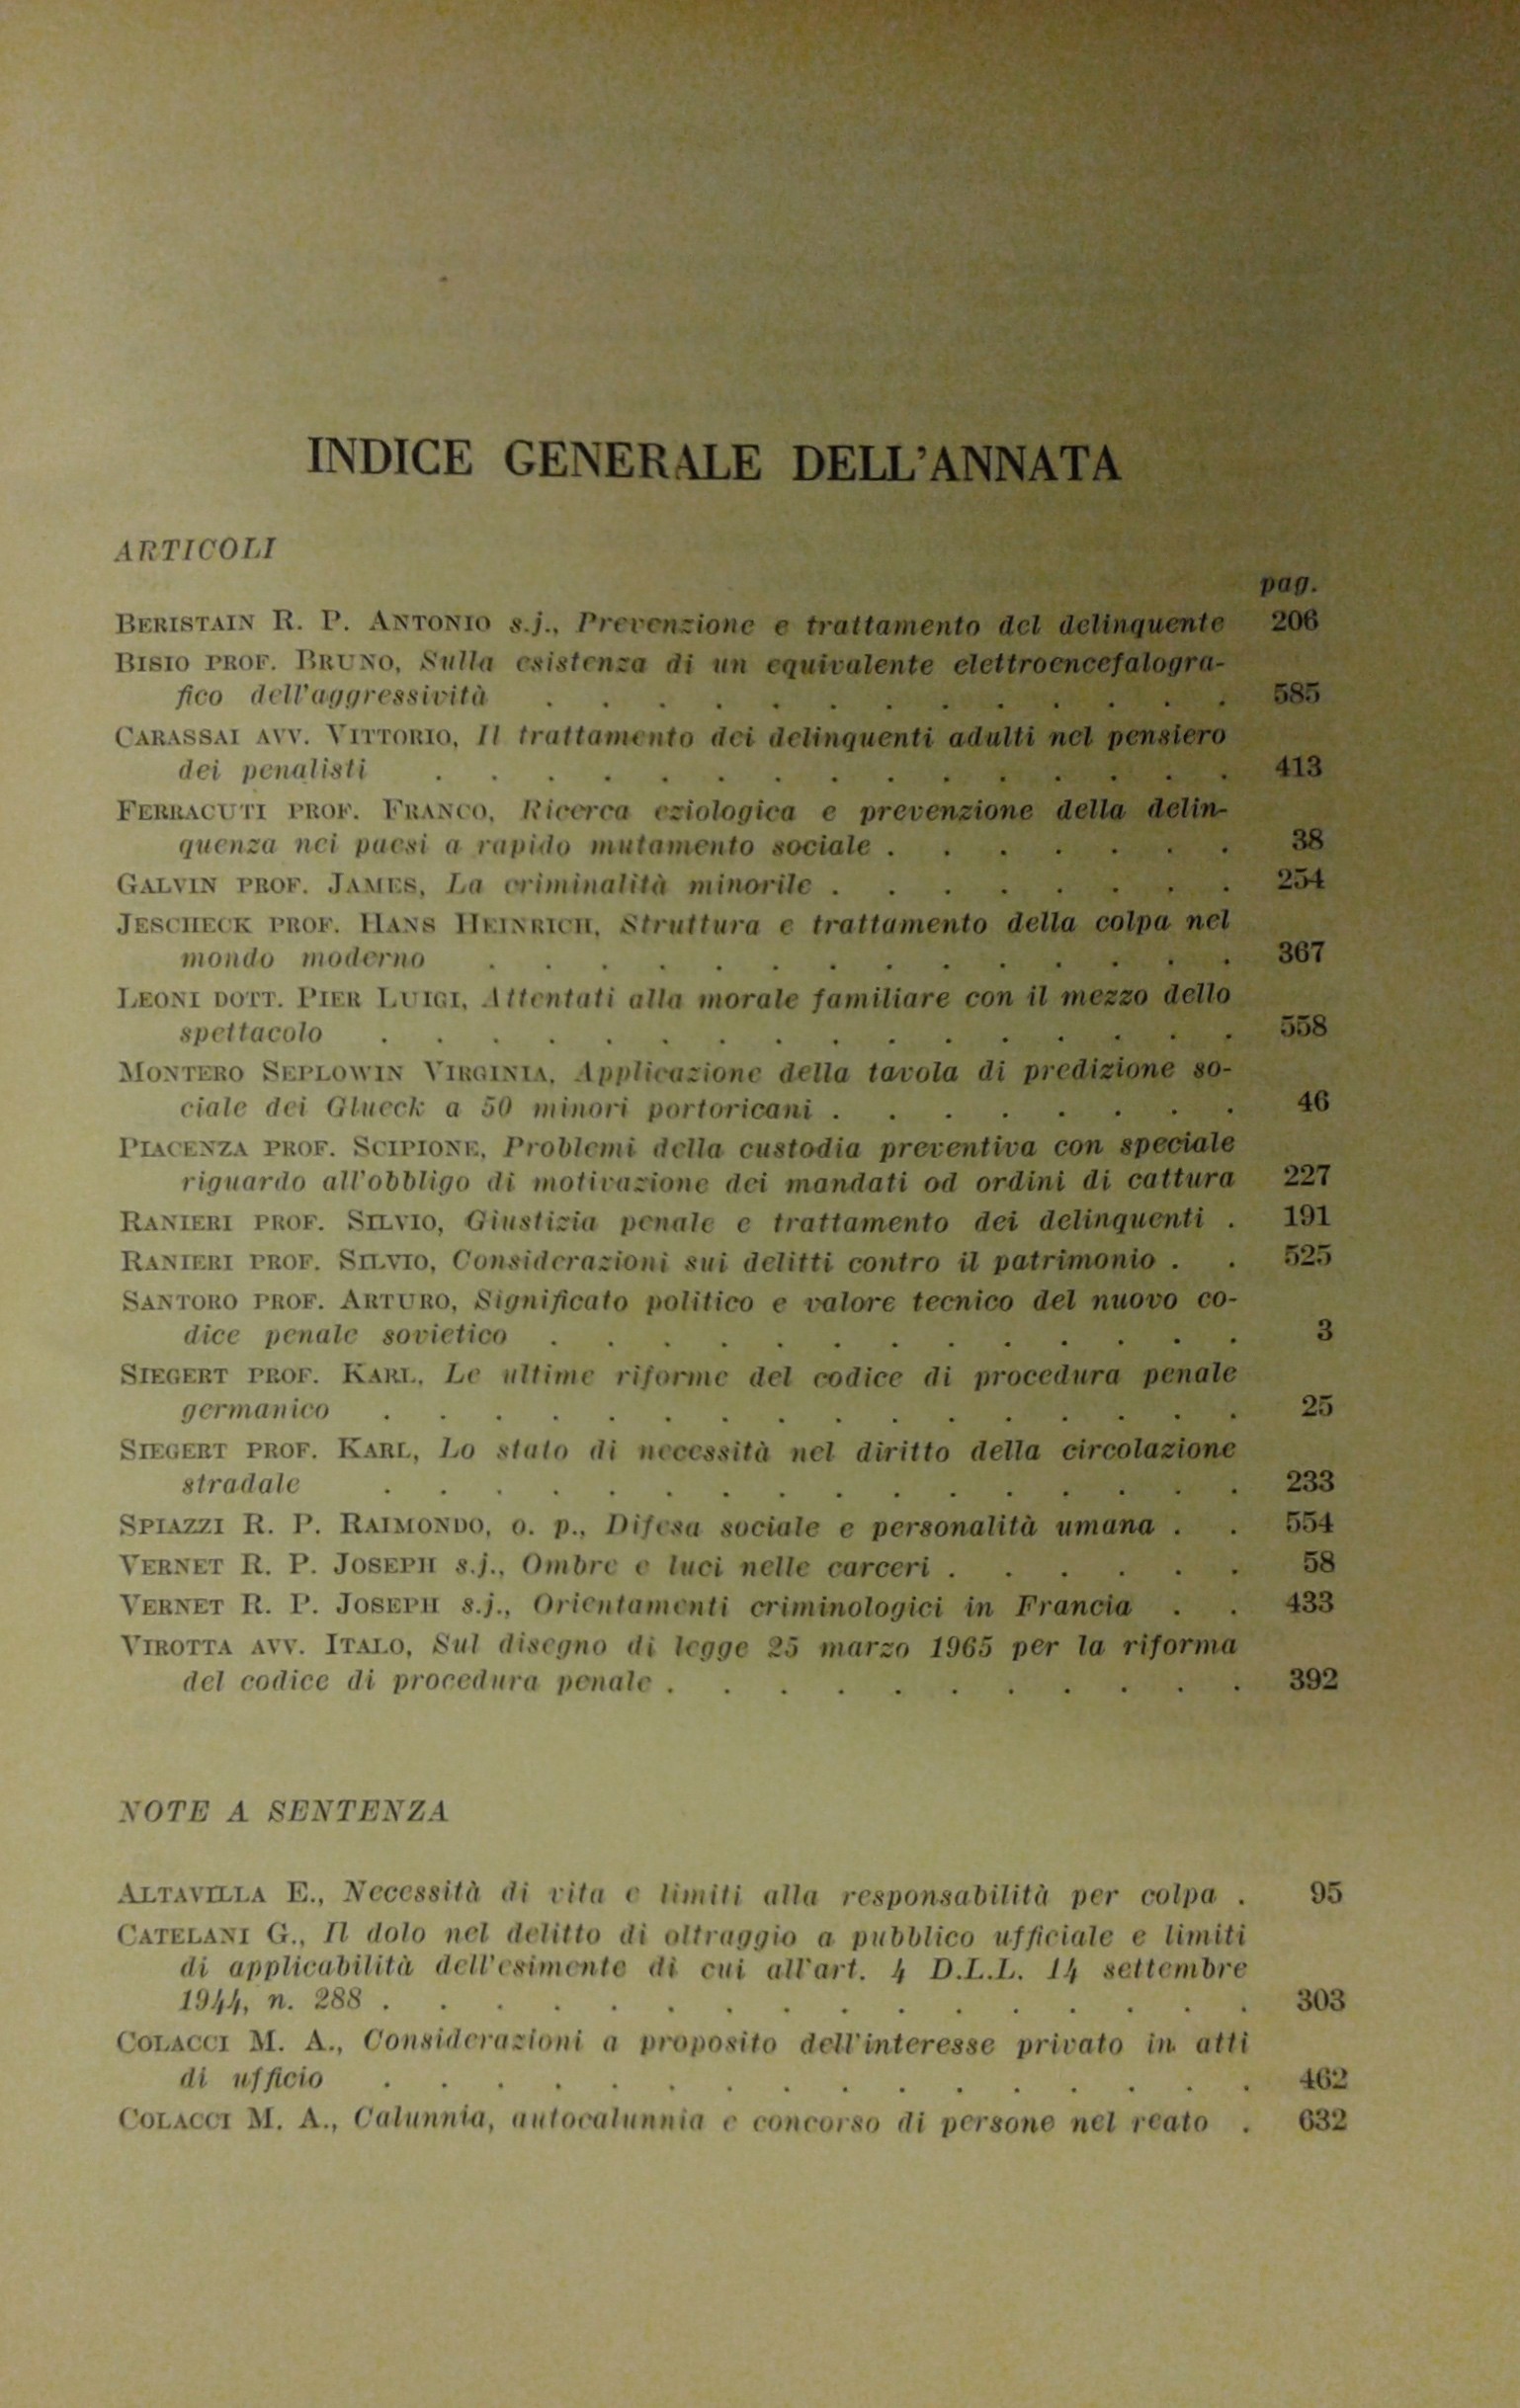 INDICE GENERALE DELL'ANNATA
ARTICOLI
pag.
BERISTAIN R. P. ANTONIO s.j., Prevenzione e trattamento del delinquente 206
BISIO PROF. BRUNO, Sulla esistenza di un equivalente elettroencefalogra-
fico dell'aggressività . . . . . . . . . . . . . 585
CARASSAI AVV. VITTORIO, Il trattamento dei delinquenti adulti nel pensiero
dei penalisti . . . . . . . . . . . . . . . 413
FERRACUTI PROF. FRANCO, Ricerca eziologica e prevenzione della delin-
quenza nei paesi a rapido mutamento sociale . . . . . . . 38
GALVIN PROF. JAMES, La criminalità minorile . . . . . . . . 254
JESCHECK PROF. HANS HEINRICH, Struttura e trattamento della colpa nel
mondo moderno . . . . . . . . . . . . . . 367
LEONI DOTT. PIER LUIGI, Attentati alla morale familiare con il mezzo dello
spettacolo . . . . . . . . . . . . . . . . 558
MONTERO SEPLOWIN VIRGINIA, Applicazione della tavola di predizione so-
ciale dei Glueck a 50 minori portoricani . . . . . . . . 46
PIACENZA PROF. SCIPIONE, Problemi della custodia preventiva con speciale
riguardo all'obbligo di motivazione dei mandati od ordini di cattura 227
RANIERI PROF. SILVIO, Giustizia penale e trattamento dei delinquenti . 191
RANIERI PROF. SILVIO, Considerazioni sui delitti contro il patrimonio . . 525
SANTORO PROF. ARTURO, Significato politico e valore tecnico del nuovo co-
dice penale sovietico . . . . . . . . . . . . . 3
SIEGERT PROF. KARL, Le ultime riforme del codice di procedura penale
germanico . . . . . . . . . . . . . . . . 25
SIEGERT PROF. KARL, Lo stato di necessità nel diritto della circolazione
stradale . . . . . . . . . . . . . . . . 233
SPIAZZI R. P. RAIMONDO, o. p., Difesa sociale e personalità umana . . 554
VERNET R. P. JOSEPH s.j., Ombre e luci nelle carceri . . . . . . 58
VERNET R. P. JOSEPH s.j., Orientamenti criminologici in Francia . . 433
VIROTTA AVV. ITALO, Sul disegno di legge 25 marzo 1965 per la riforma
del codice di procedura penale . . . . . . . . . . . 392
NOTE A SENTENZA
ALTAVILLA E., Necessità di vita e limiti alla responsabilità per colpa . 95
CATELANI G., Il dolo nel delitto di oltraggio a pubblico ufficiale e limiti
di applicabilità dell'esimente di cui all'art. 4 D.L.L. 14 settembre
1944, n. 288 . . . . . . . . . . . . . . . . 303
COLACCI M. A., Considerazioni a proposito dell'interesse privato in atti
di ufficio . . . . . . . . . . . . . . . . 462
COLACCI M. A., Calunnia, autocalunnia e concorso di persone nel reato . 632